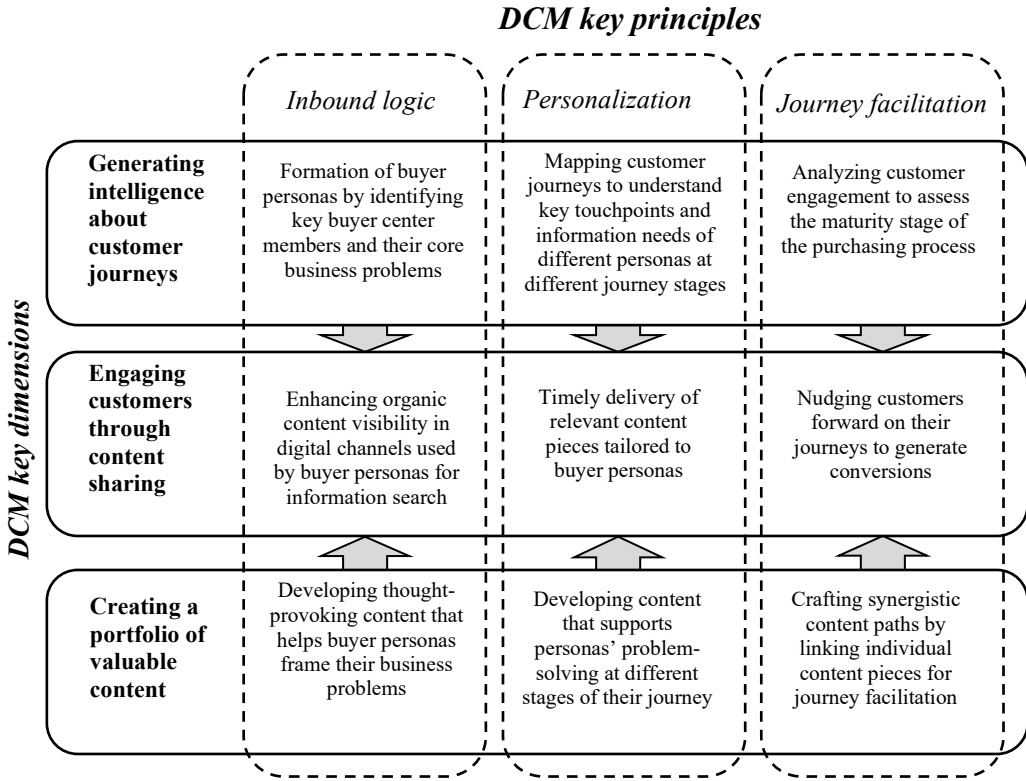 DCM key principles
Inbound logic
Personalization
Journey facilitation
DCM key dimensions
Generating
intelligence
about
customer
journeys
Formation of buyer
personas by identifying
key buyer center
members and their core
business problems
Mapping customer
journeys to understand
key touchpoints and
information needs of
different personas at
different journey stages
Analyzing customer
engagement to assess
the maturity stage of
the purchasing process
Engaging
customers
through
content
sharing
Enhancing organic
content visibility in
digital channels used
by buyer personas for
information search
Timely delivery of
relevant content
pieces tailored to
buyer personas
Nudging customers
forward on their
journeys to generate
conversions
Creating a
portfolio of
valuable
content
Developing thought-
provoking content that
helps buyer personas
frame their business
problems
Developing content
that supports
personas’ problem-
solving at different
stages of their journey
Crafting synergistic
content paths by
linking individual
content pieces for
journey facilitation